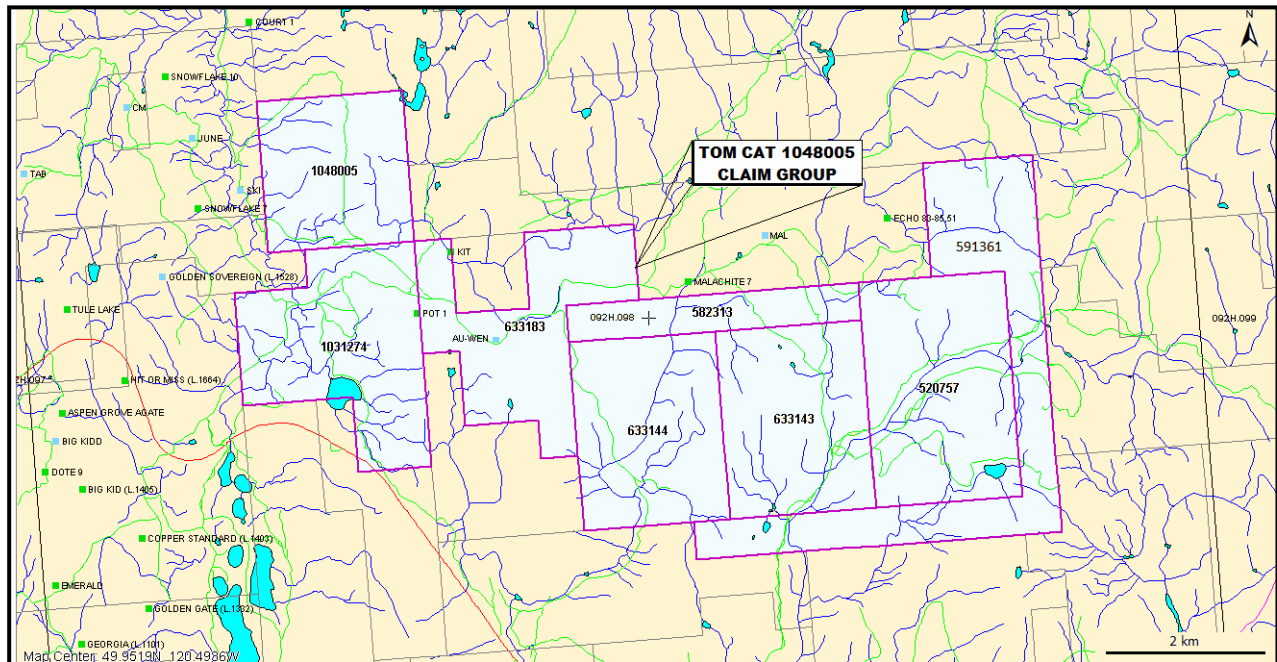 COURT 1
N
SNOWFLAKE 10
CM
JUNE
TOM CAT 1048005
CLAIM GROUP
1048005
TAB
SKI
SNOWFLAKE 7
ECHO 83-85,51
MAL
591361
KIT
GOLDEN SOVEREIGN (L.1528)
MALACHITE 7
TULE LAKE
POT 1
092H.098
582313
092H.099
633183
AU-WEN
1031274
HIT OR MISS (L.1664)
520757
ASPEN GROVE AGATE
633143
633144
BIG KIDD
DOTE 9
BIG KID (L.1405)
COPPER STANDARD (L.1403)
EMERALD
GOLDEN GATE (L.1332)
GEORGIA (L.1101)
2 km
Map Center: 49.9519N 120.4986W